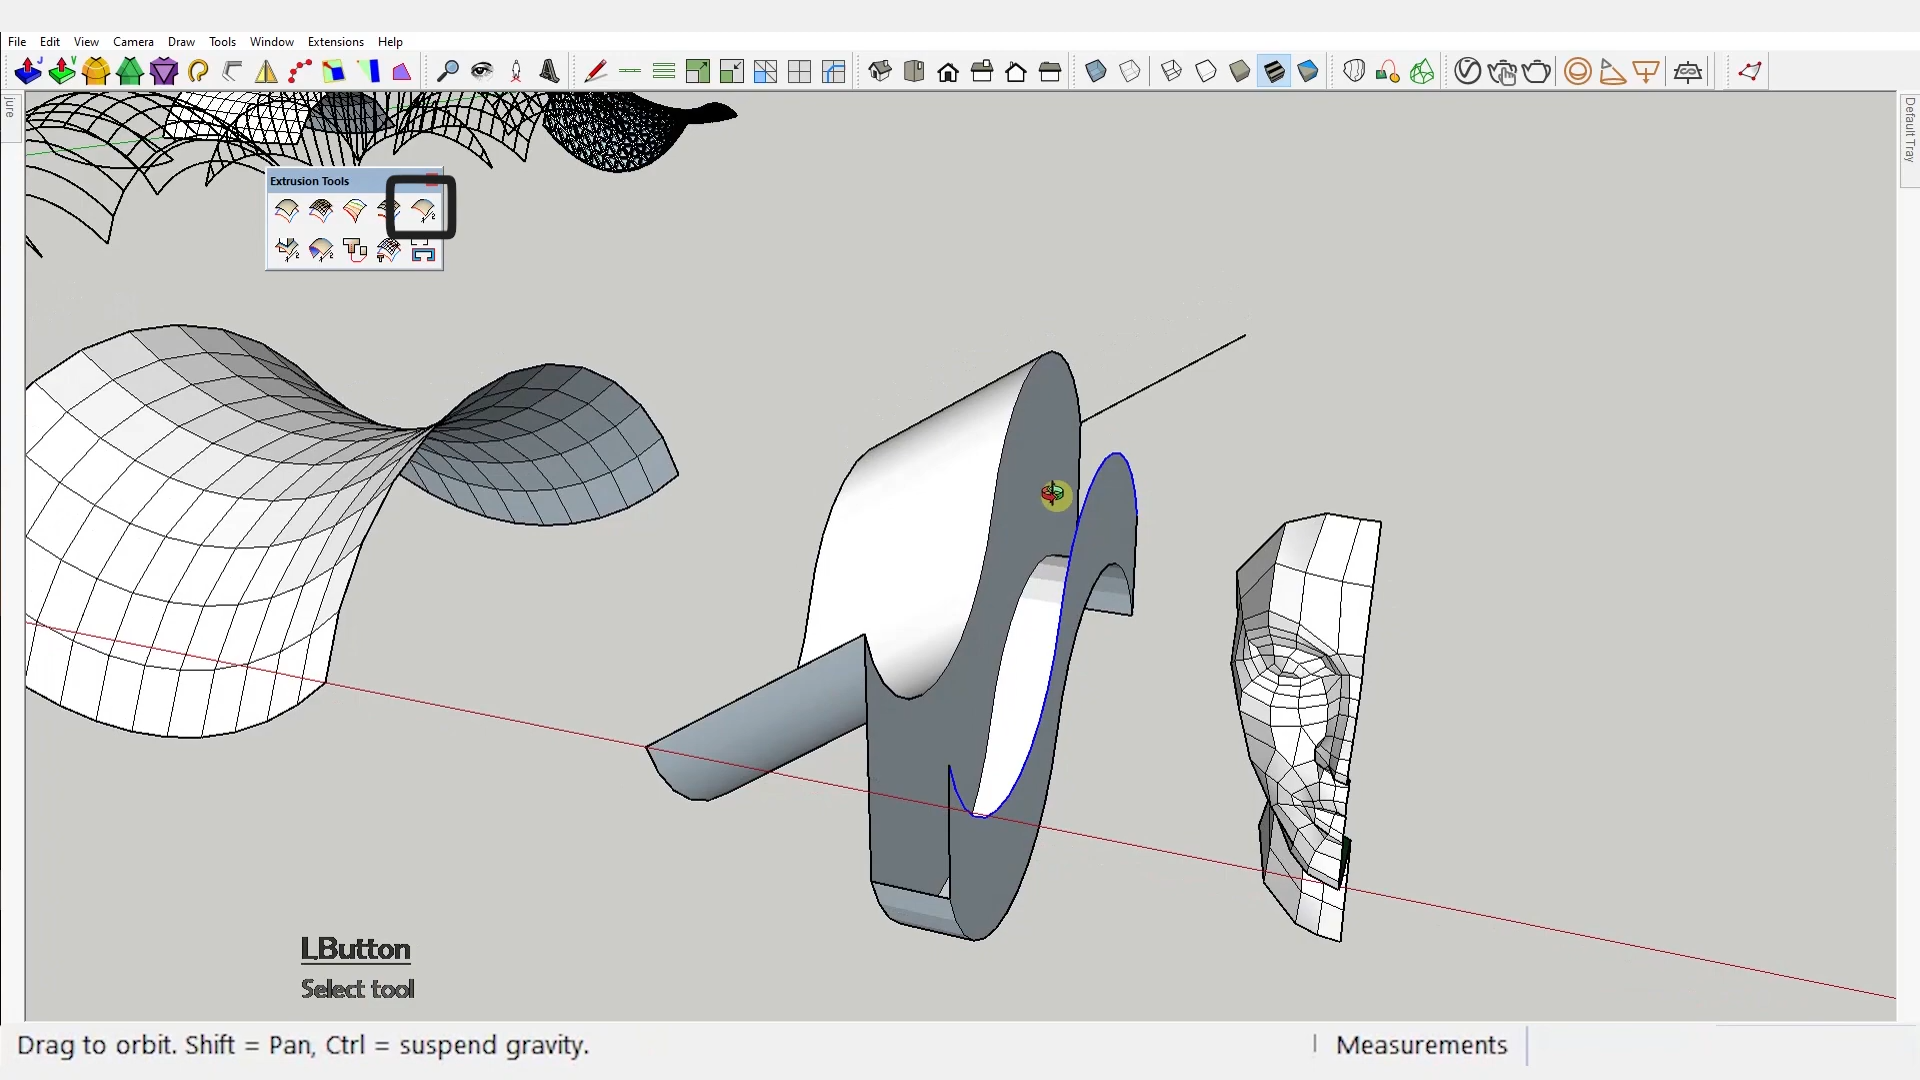 File Edit View Camera Draw Tools Window Extensions Help
Default Tray
Extrusion Tools
LButton
Select tool
Drag to orbit. Shift = Pan, Ctrl = suspend gravity.
Measurements